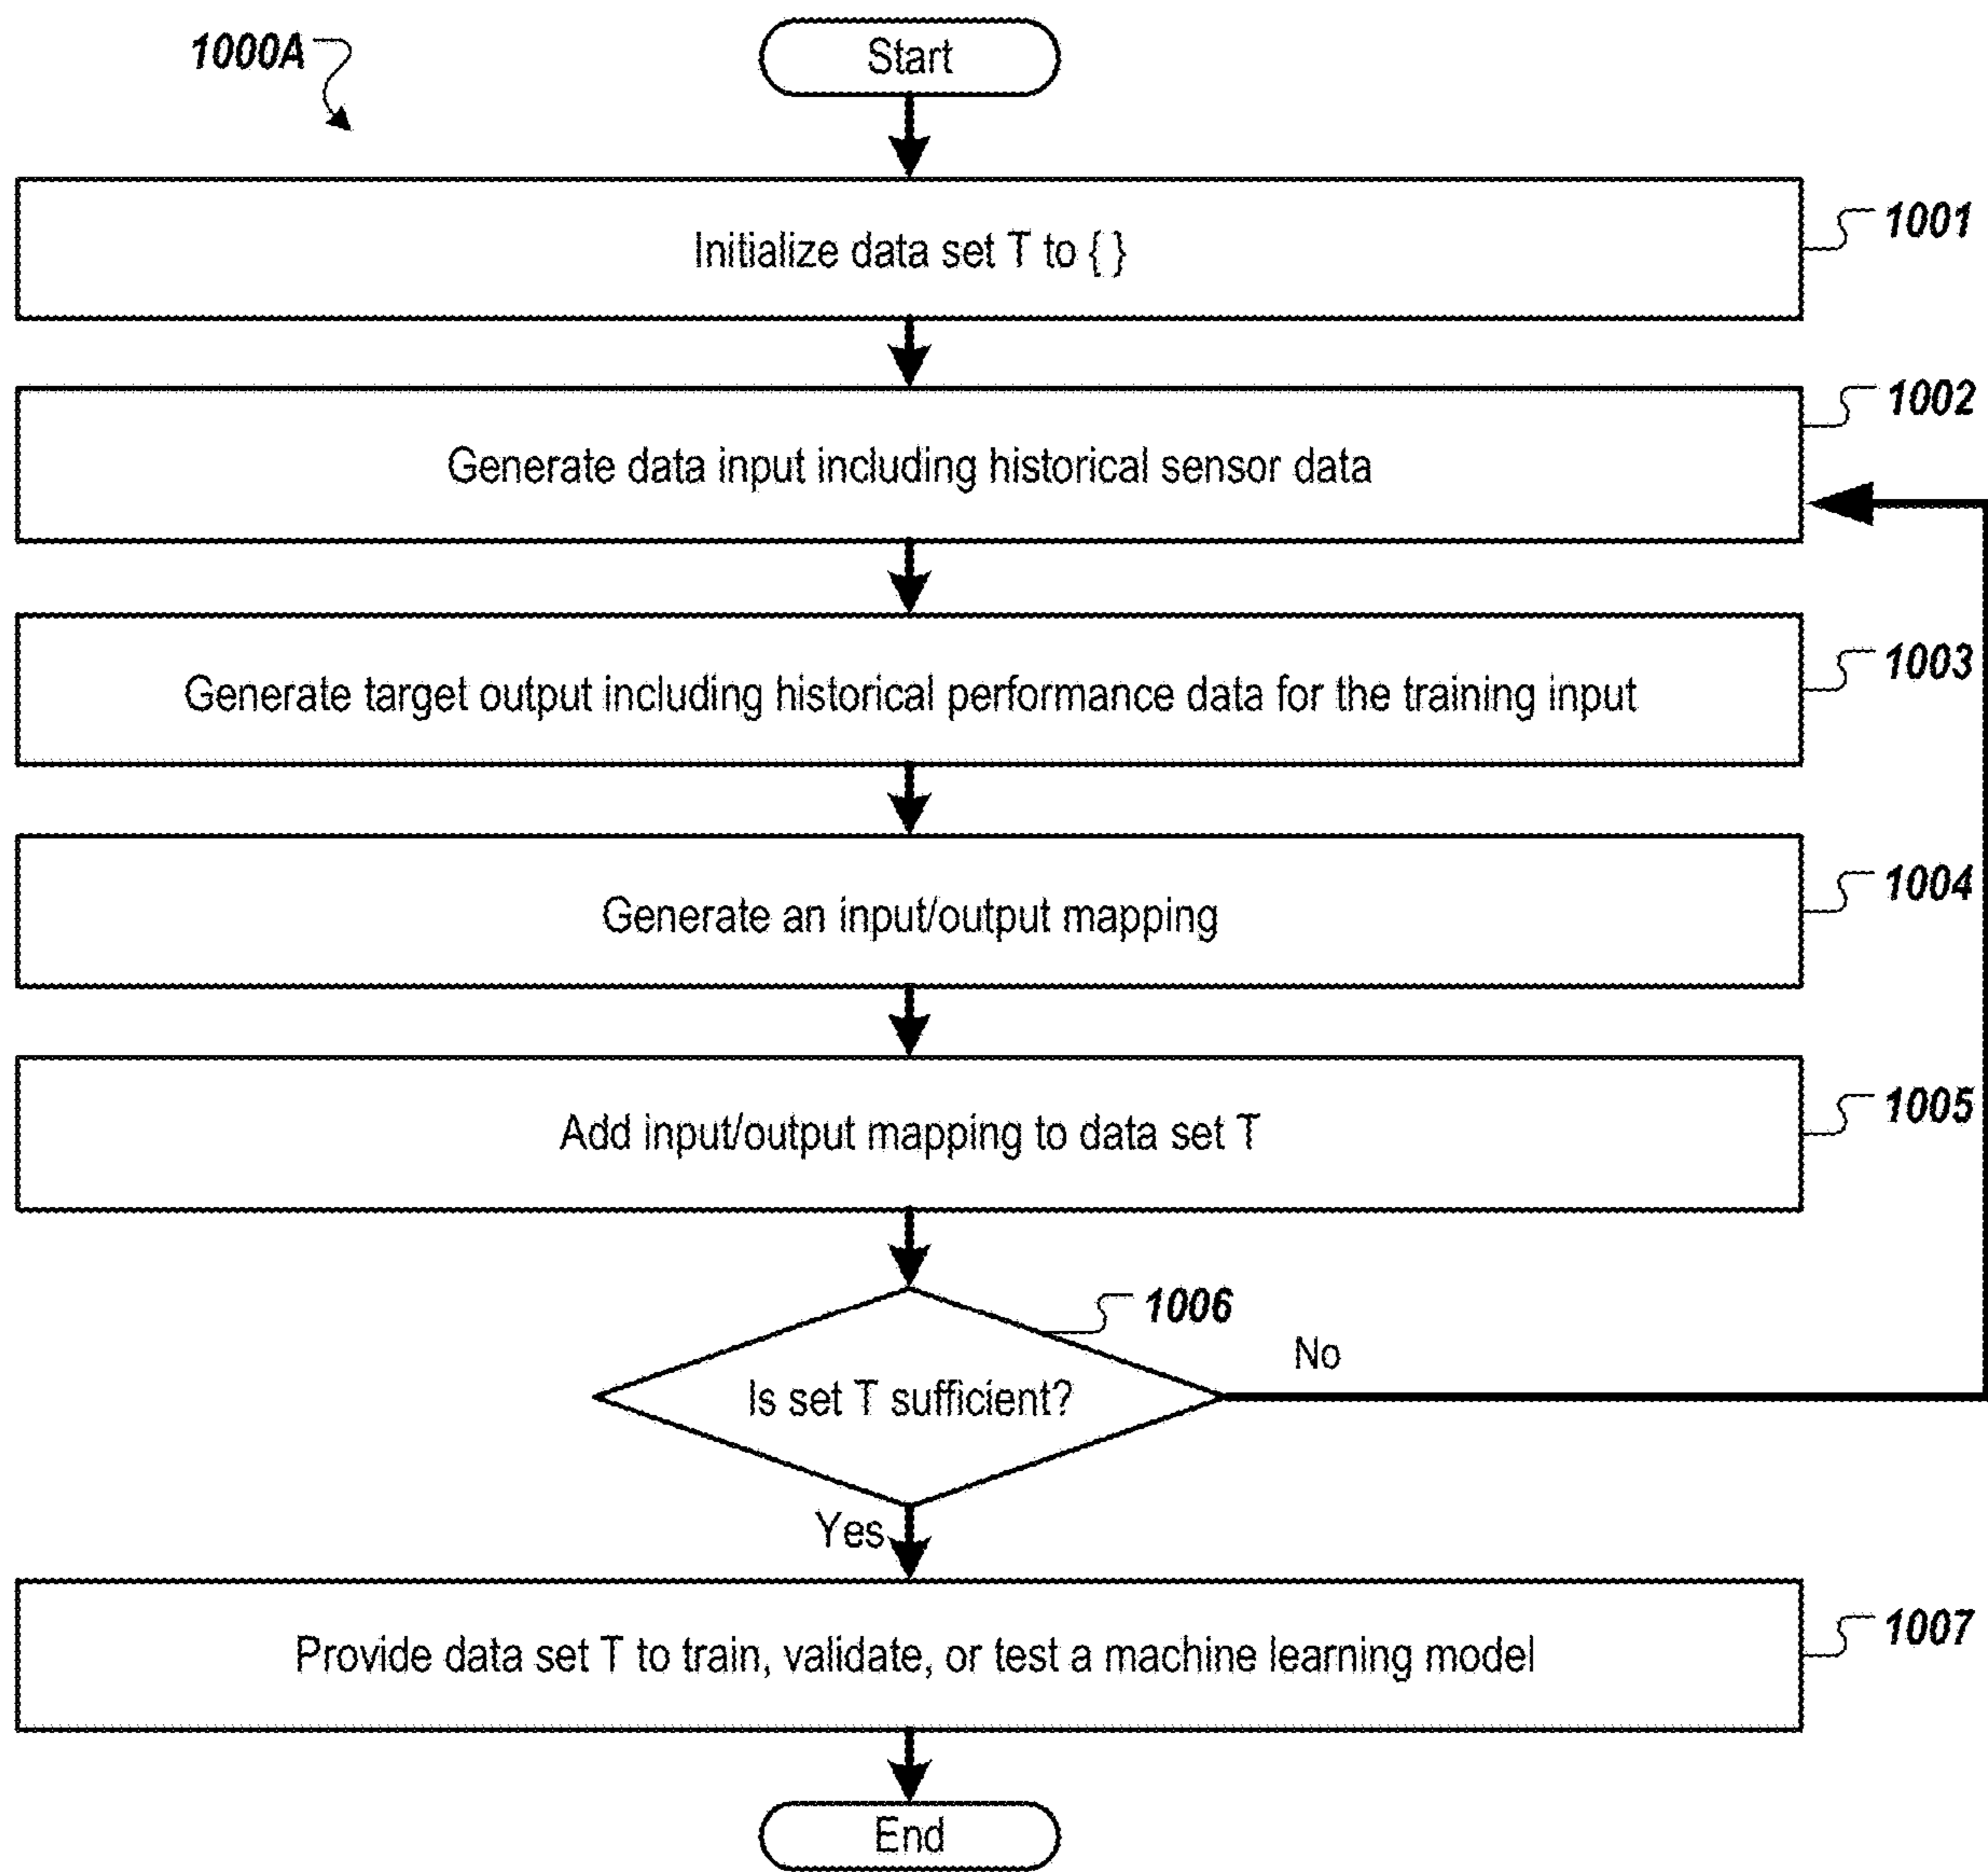 1000A
Start
Initialize data set T to { }
1001
Generate data input including historical sensor data
1002
Generate target output including historical performance data for the training input
1003
Generate an input/output mapping
1004
Add input/output mapping to data set T
1005
1006
Is set T sufficient?
No
Yes
Provide data set T to train, validate, or test a machine learning model
1007
End